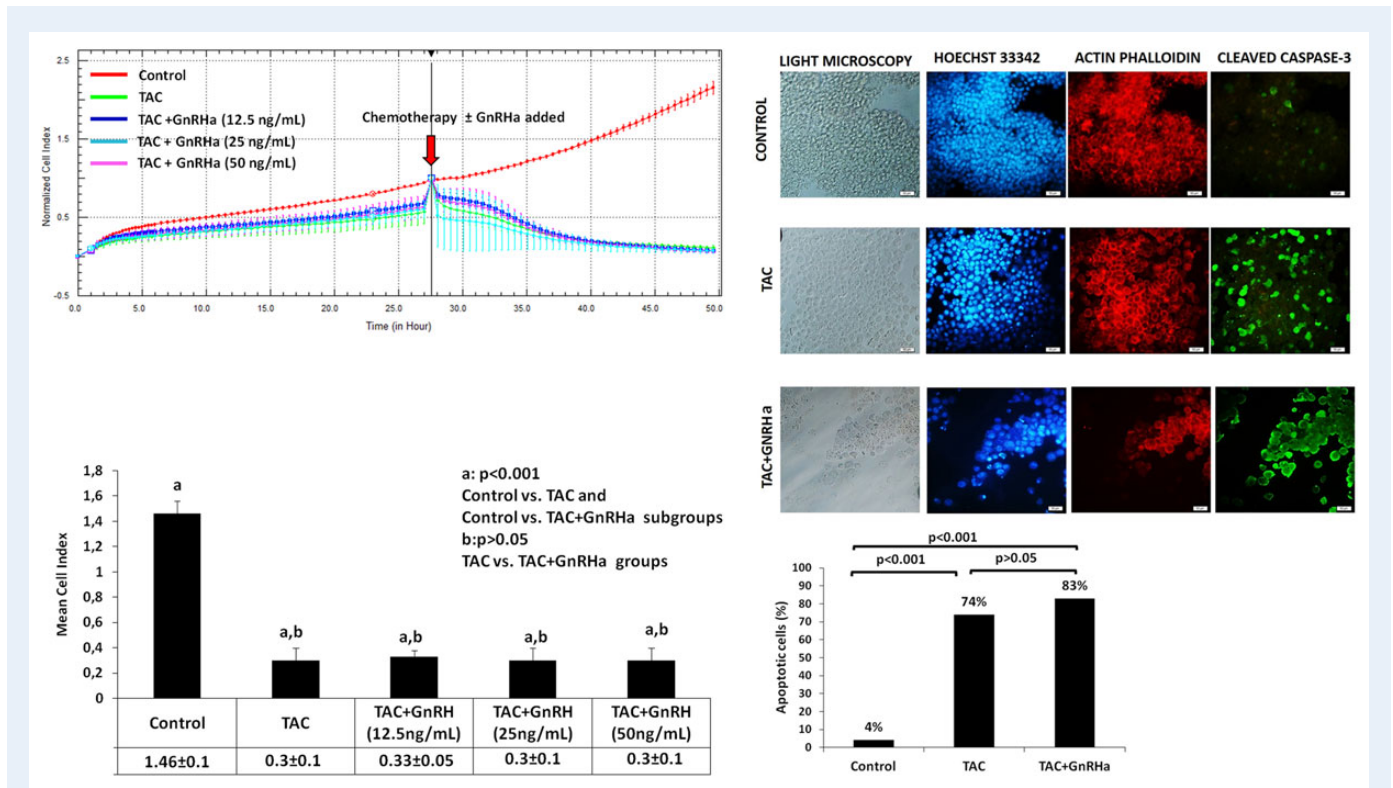 2.5
1.5
0.5
-0.5
Normalized Cell Index
Control
TAC
TAC +GnRHa (12.5 ng/mL)
TAC + GnRHa (25 ng/mL)
TAC + GnRHa (50 ng/mL)
Chemotherapy ± GnRHa added
0.0 5.0 10.0 15.0 20.0 25.0 30.0 35.0 40.0 45.0 50.0
Time (in Hour)
LIGHT MICROSCOPY HOECHST 33342 ACTIN PHALLOIDIN CLEAVED CASPASE-3
CONTROL
TAC
TAC+GNRHa
1,8
1,6
1,4
1,2
1
0,8
0,6
0,4
0,2
0
Mean Cell Index
a
a,b
a,b
a,b
a,b
a: p<0.001
Control vs. TAC and
Control vs. TAC+GnRHa subgroups
b:p>0.05
TAC vs. TAC+GnRHa groups
Control TAC TAC+GnRH TAC+GnRH TAC+GnRH
(12.5ng/mL) (25ng/mL) (50ng/mL)
1.46±0.1 0.3±0.1 0.33±0.05 0.3±0.1 0.3±0.1
p<0.001
p<0.001 p>0.05
100
90
80
70
60
50
40
30
20
10
0
Apoptotic cells (%)
4%
74%
83%
Control TAC TAC+GnRHa